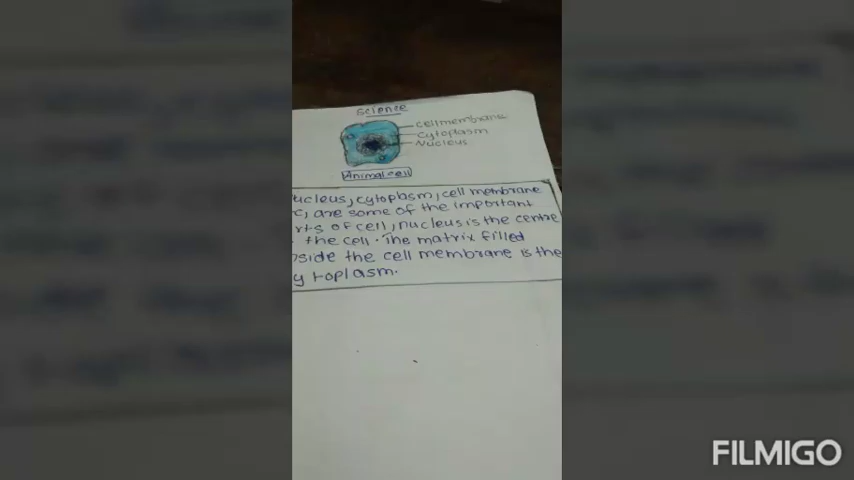 Science
Cellmembrane
Cytoplasm
Nucleus
Animal cell
ucleus, cytoplasm, cell membrane
c, are some of the important
rts of cell, nucleus is the centre
the cell. The matrix filled
side the cell membrane is the
y toplasm.
FILMIGO